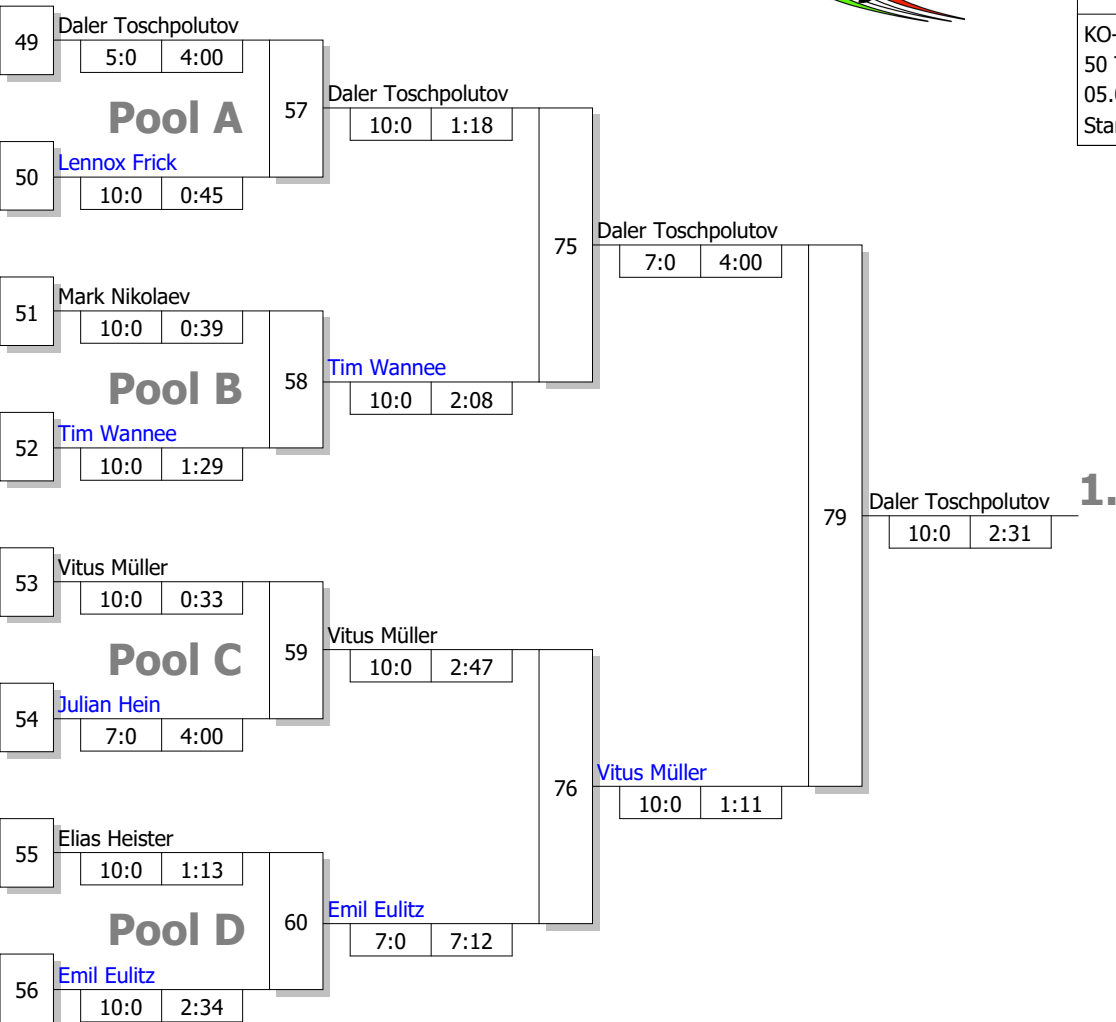 KO-
50
05.
Star
49
Daler Toschpolutov
5:0 4:00
Pool A
50
Lennox Frick
10:0 0:45
57
Daler Toschpolutov
10:0 1:18
51
Mark Nikolaev
10:0 0:39
Pool B
52
Tim Wannee
10:0 1:29
58
Tim Wannee
10:0 2:08
75
Daler Toschpolutov
7:0 4:00
53
Vitus Müller
10:0 0:33
Pool C
54
Julian Hein
7:0 4:00
59
Vitus Müller
10:0 2:47
55
Elias Heister
10:0 1:13
Pool D
56
Emil Eulitz
10:0 2:34
60
Emil Eulitz
7:0 7:12
76
Vitus Müller
10:0 1:11
79
Daler Toschpolutov
10:0 2:31
1.